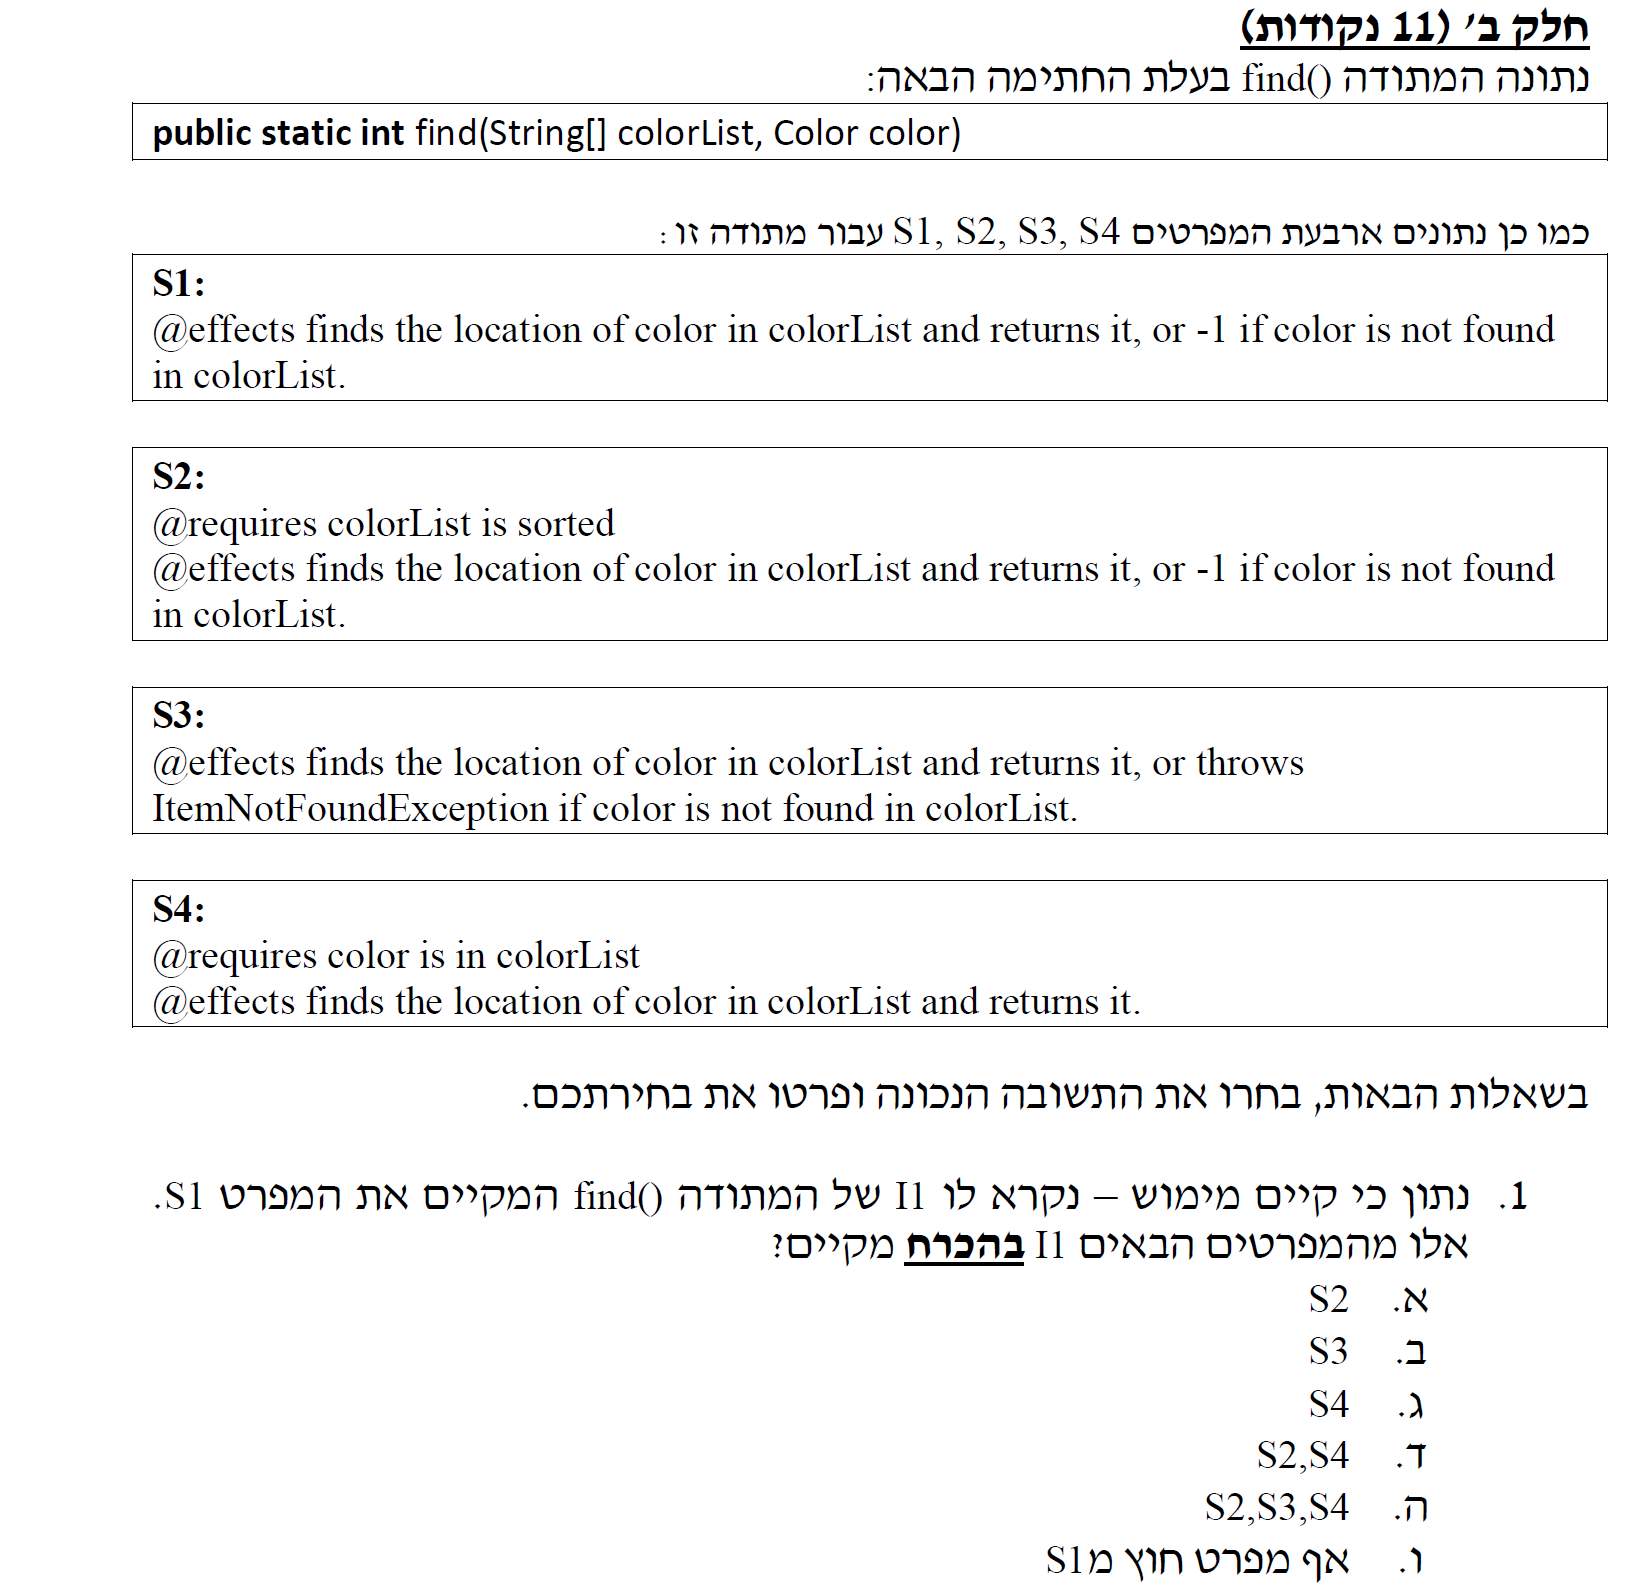 חלק ב' (11 נקודות)
נתונה המתודה find() בעלת החתימה הבאה:
public static int find(String[] colorList, Color color)
כמו כן נתונים ארבעת המפרטים S1, S2, S3, S4 עבור מתודה זו:
S1:
@effects finds the location of color in colorList and returns it, or -1 if color is not found
in colorList.
S2:
@requires colorList is sorted
@effects finds the location of color in colorList and returns it, or -1 if color is not found
in colorList.
S3:
@effects finds the location of color in colorList and returns it, or throws
ItemNotFoundException if color is not found in colorList.
S4:
@requires color is in colorList
@effects finds the location of color in colorList and returns it.
בשאלות הבאות, בחרו את התשובה הנכונה ופרטו את בחירתכם.
1. נתון כי קיים מימוש – נקרא לו I1 של המתודה find() המקיים את המפרט S1.
אלו מהמפרטים הבאים I1 בהכרח מקיים?
א. S2
ב. S3
ג. S4
ד. S2,S4
ה. S2,S3,S4
ו. אף מפרט חוץ מS1